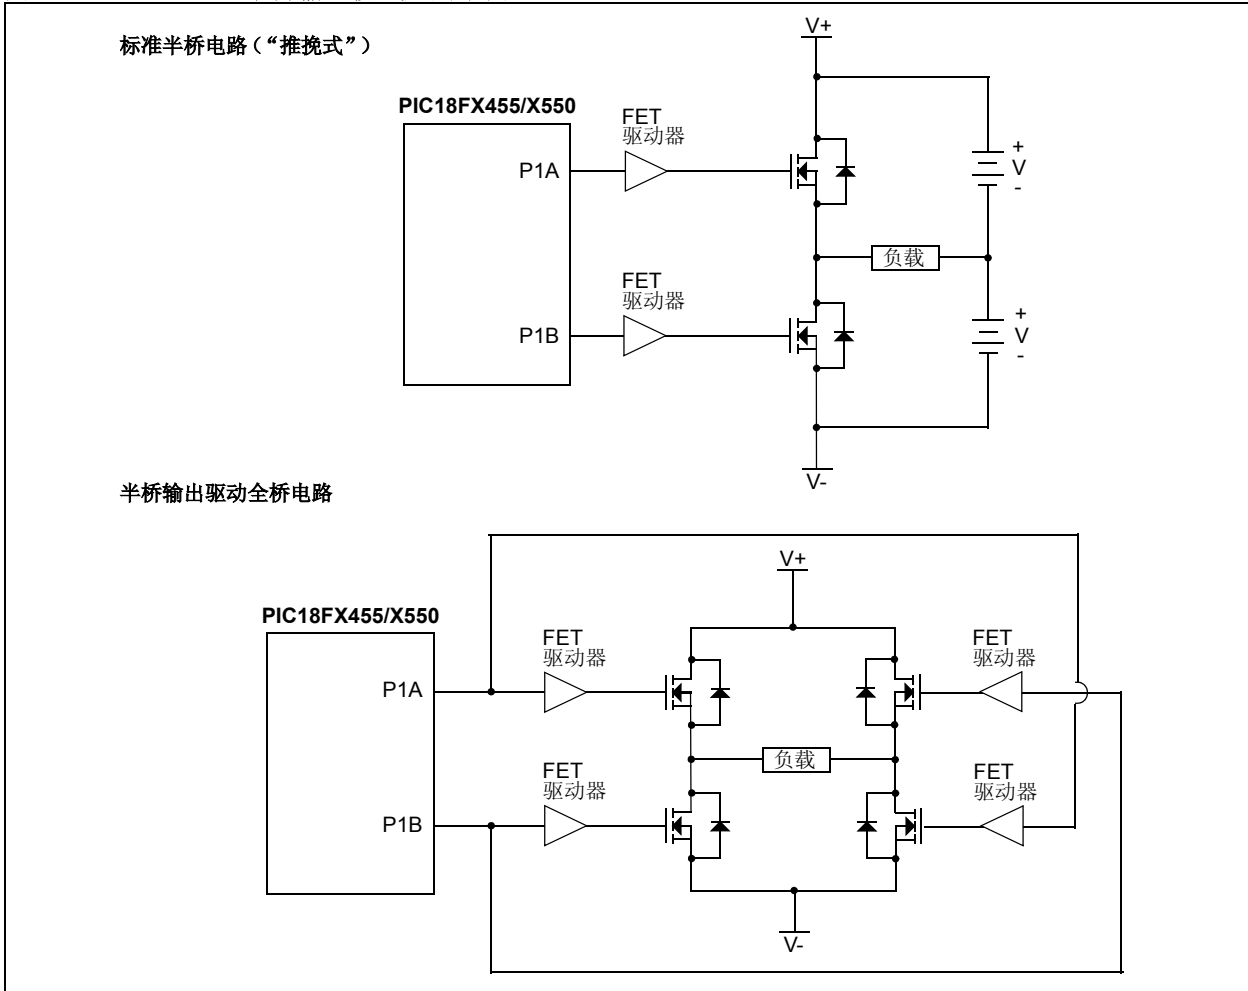 标准半桥电路（“推挽式”）
V+
PIC18FX455/X550
FET
驱动器
P1A
+
V
-
负载
FET
驱动器
P1B
+
V
-
V-
半桥输出驱动全桥电路
V+
PIC18FX455/X550
FET
驱动器
FET
驱动器
P1A
负载
FET
驱动器
FET
驱动器
P1B
V-